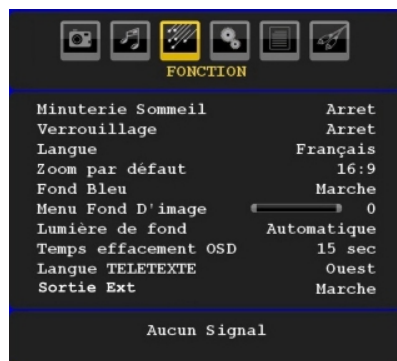 FONCTION
Minuterie Sommeil Arret
Verrouillage Arret
Langue Français
Zoom par défaut 16:9
Fond Bleu Marche
Menu Fond D'image 0
Lumière de fond Automatique
Temps effacement OSD 15 sec
Langue TELETEXTE Ouest
Sortie Ext Marche
Aucun Signal